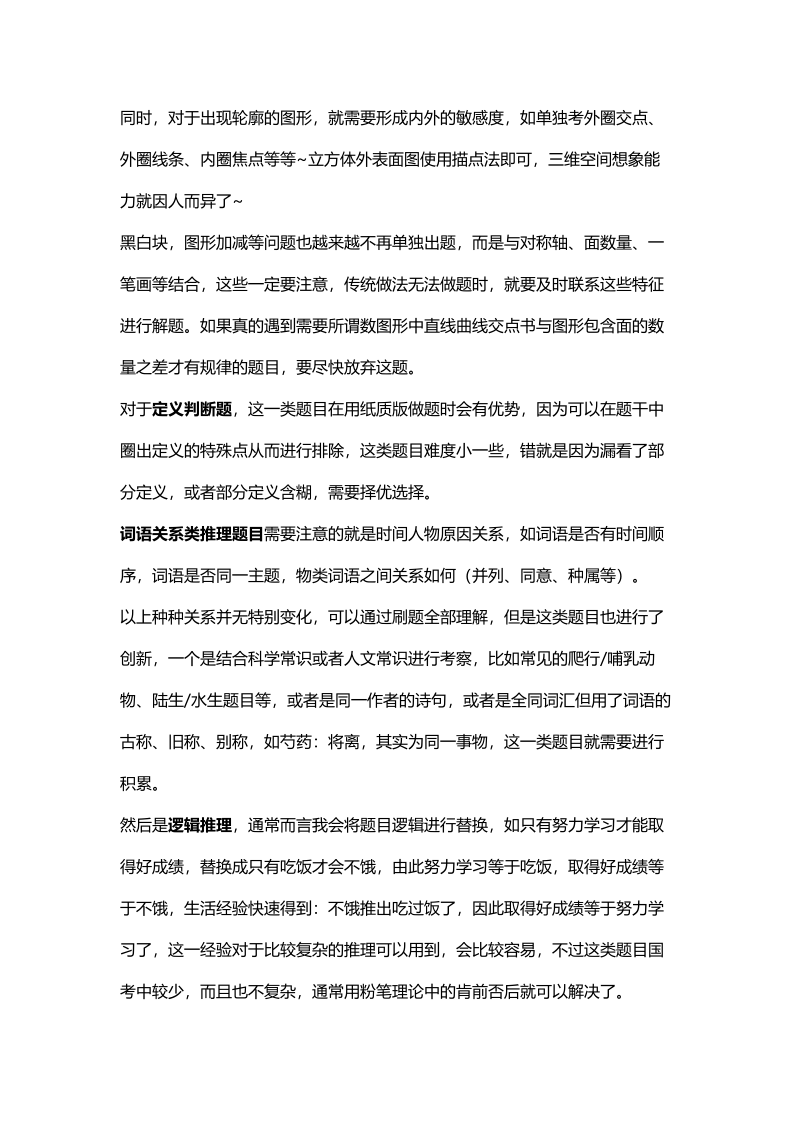 同时，对于出现轮廓的图形，就需要形成内外的敏感度，如单独考外圈交点、
外圈线条、内圈焦点等等~立方体外表面图使用描点法即可，三维空间想象能
力就因人而异了~
黑白块，图形加减等问题也越来越不再单独出题，而是与对称轴、面数量、一
笔画等结合，这些一定要注意，传统做法无法做题时，就要及时联系这些特征
进行解题。如果真的遇到需要所谓数图形中直线曲线交点书与图形包含面的数
量之差才有规律的题目，要尽快放弃这题。
对于定义判断题，这一类题目在用纸质版做题时会有优势，因为可以在题干中
圈出定义的特殊点从而进行排除，这类题目难度小一些，错就是因为漏看了部
分定义，或者部分定义含糊，需要择优选择。
词语关系类推理题目需要注意的就是时间人物原因关系，如词语是否有时间顺
序，词语是否同一主题，物类词语之间关系如何（并列、同意、种属等）。
以上种种关系并无特别变化，可以通过刷题全部理解，但是这类题目也进行了
创新，一个是结合科学常识或者人文常识进行考察，比如常见的爬行/哺乳动
物、陆生/水生题目等，或者是同一作者的诗句，或者是全同词汇但用了词语的
古称、旧称、别称，如芍药：将离，其实为同一事物，这一类题目就需要进行
积累。
然后是逻辑推理，通常而言我会将题目逻辑进行替换，如只有努力学习才能取
得好成绩，替换成只有吃饭才会不饿，由此努力学习等于吃饭，取得好成绩等
于不饿，生活经验快速得到：不饿推出吃过饭了，因此取得好成绩等于努力学
习了，这一经验对于比较复杂的推理可以用到，会比较容易，不过这类题目国
考中较少，而且也不复杂，通常用粉笔理论中的肯前否后就可以解决了。